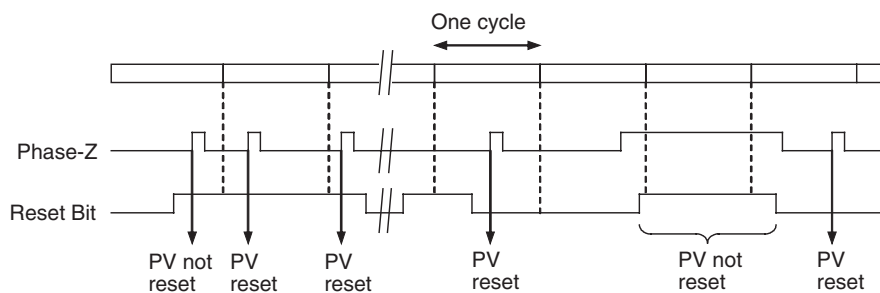 One cycle
Phase-Z
Reset Bit
PV not
reset
PV
reset
PV
reset
PV
reset
PV not
reset
PV
reset